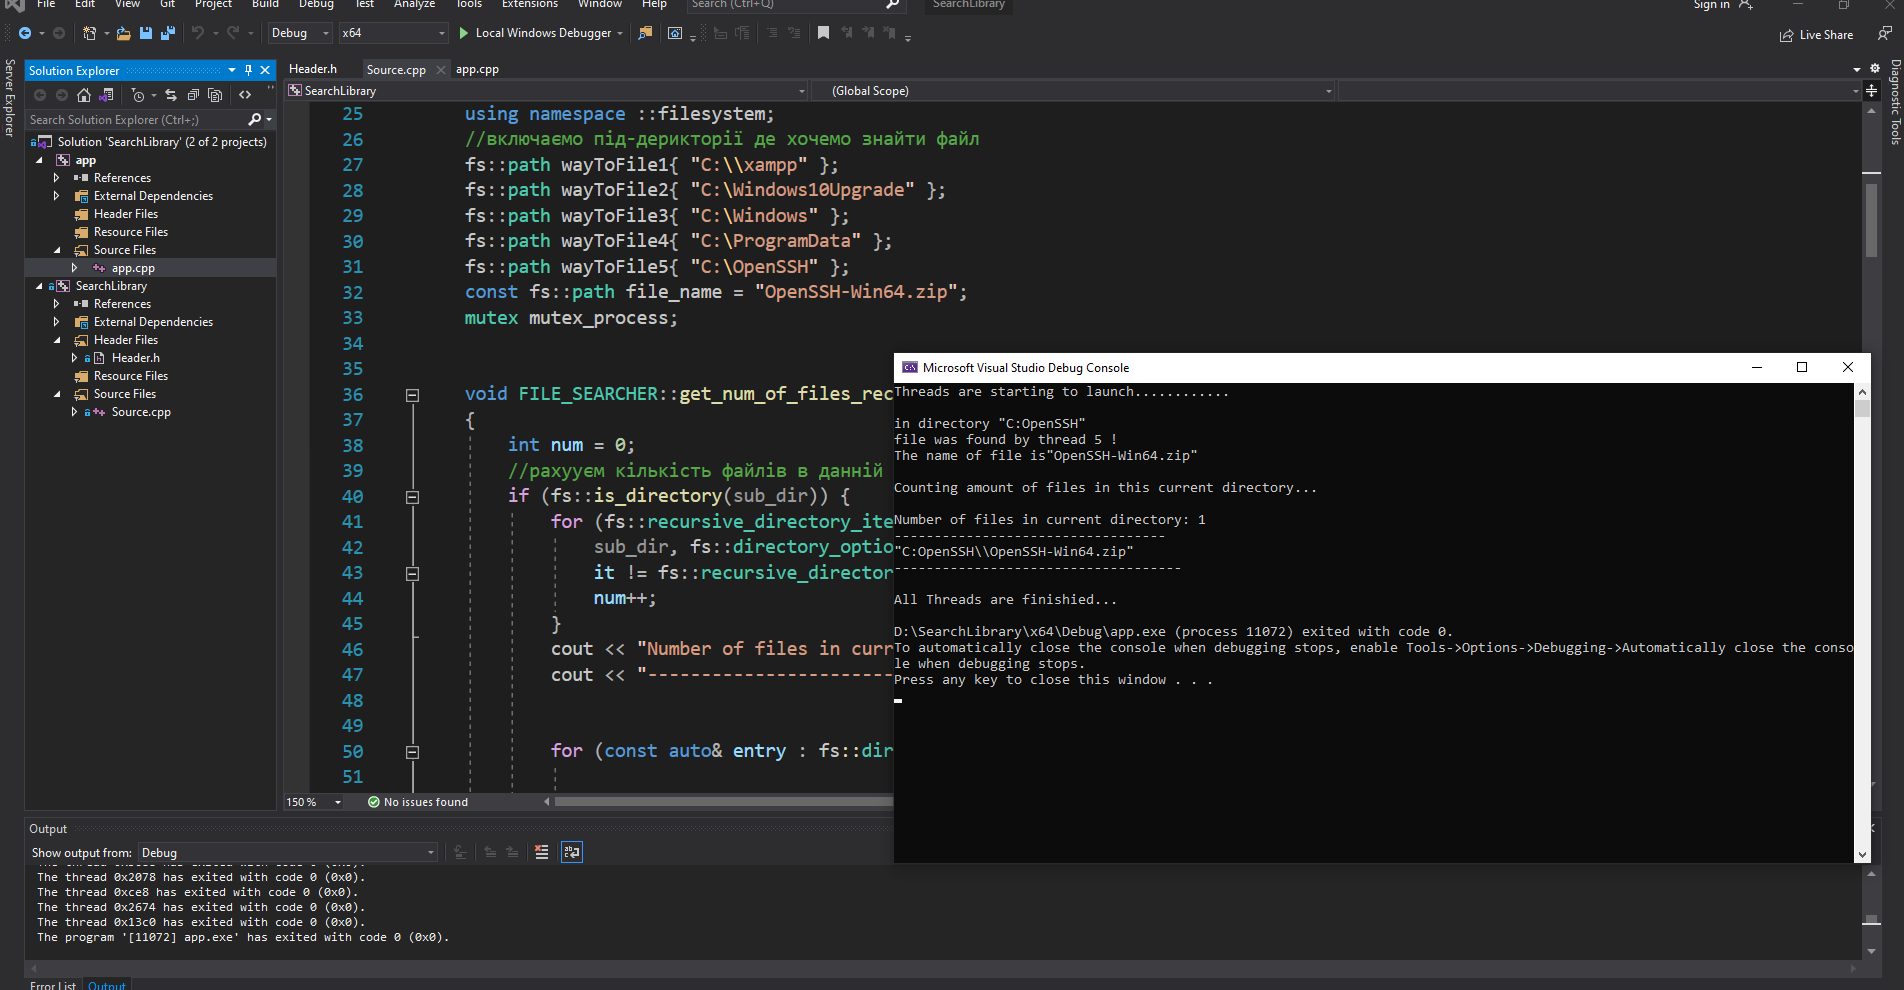 File Edit View Git Project Build Debug Test Analyze Tools Extensions Window Help Search (Ctrl+Q) SearchLibrary Sign in
Debug x64 Local Windows Debugger Live Share
Server Explorer
Solution Explorer
Search Solution Explorer (Ctrl+;)
Solution 'SearchLibrary' (2 of 2 projects)
app
References
External Dependencies
Header Files
Resource Files
Source Files
app.cpp
SearchLibrary
References
External Dependencies
Header Files
Header.h
Resource Files
Source Files
Source.cpp
Header.h Source.cpp app.cpp
SearchLibrary (Global Scope)
25 using namespace ::filesystem;
26 //включаємо під-дериктоpії де хочемо знайти файл
27 fs::path wayToFile1{ "C:\\xampp" };
28 fs::path wayToFile2{ "C:\Windows10Upgrade" };
29 fs::path wayToFile3{ "C:\Windows" };
30 fs::path wayToFile4{ "C:\ProgramData" };
31 fs::path wayToFile5{ "C:\OpenSSH" };
32 const fs::path file_name = "OpenSSH-Win64.zip";
33 mutex mutex_process;
34
35
36 void FILE_SEARCHER::get_num_of_files_rec
37 {
38 int num = 0;
39 //рахууєм кількість файлів в данній
40 if (fs::is_directory(sub_dir)) {
41 for (fs::recursive_directory_ite
42 sub_dir, fs::directory_optio
43 it != fs::recursive_director
44 num++;
45 }
46 cout << "Number of files in curr
47 cout << "-----------------------
48
49
50 for (const auto& entry : fs::dir
51
150 % No issues found
Diagnostic Tools
Microsoft Visual Studio Debug Console
Threads are starting to launch............
in directory "C:OpenSSH"
file was found by thread 5 !
The name of file is"OpenSSH-Win64.zip"
Counting amount of files in this current directory...
Number of files in current directory: 1
----------------------------------
"C:OpenSSH\\OpenSSH-Win64.zip"
------------------------------------
All Threads are finishied...
D:\SearchLibrary\x64\Debug\app.exe (process 11072) exited with code 0.
To automatically close the console when debugging stops, enable Tools->Options->Debugging->Automatically close the conso
le when debugging stops.
Press any key to close this window . . .
Output
Show output from: Debug
The thread 0x2078 has exited with code 0 (0x0).
The thread 0xce8 has exited with code 0 (0x0).
The thread 0x2674 has exited with code 0 (0x0).
The thread 0x13c0 has exited with code 0 (0x0).
The program '[11072] app.exe' has exited with code 0 (0x0).
Error List Output